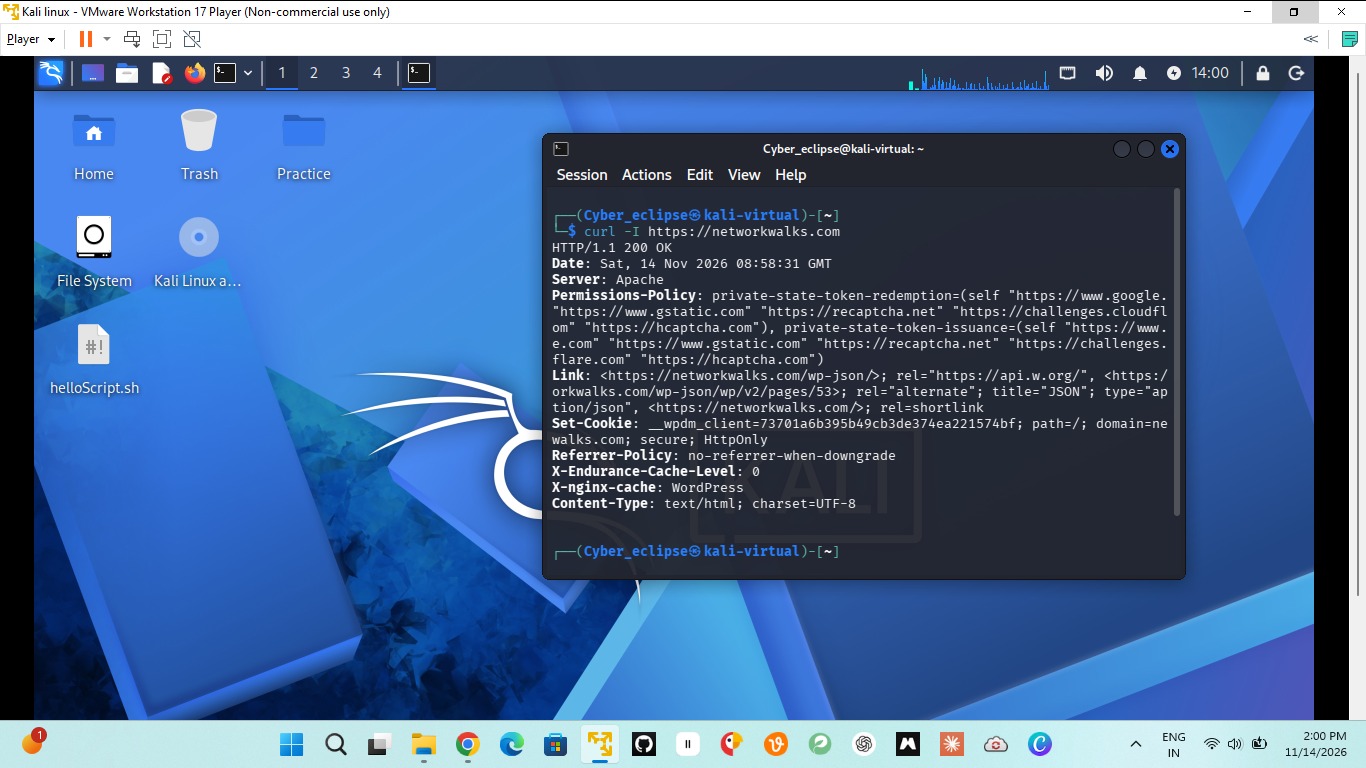 Kali linux - VMware Workstation 17 Player (Non-commercial use only)
Player
1 2 3 4
14:00
Home
Trash
Practice
File System
Kali Linux a...
helloScript.sh
Cyber_eclipse@kali-virtual: ~
Session Actions Edit View Help
┌──(Cyber_eclipse㉿kali-virtual)-[~]
└─$ curl -I https://networkwalks.com
HTTP/1.1 200 OK
Date: Sat, 14 Nov 2026 08:58:31 GMT
Server: Apache
Permissions-Policy: private-state-token-redemption=(self "https://www.google.
"https://www.gstatic.com" "https://recaptcha.net" "https://challenges.cloudfl
om" "https://hcaptcha.com"), private-state-token-issuance=(self "https://www.
e.com" "https://www.gstatic.com" "https://recaptcha.net" "https://challenges.
flare.com" "https://hcaptcha.com")
Link: <https://networkwalks.com/wp-json/>; rel="https://api.w.org/", <https:/
orkwalks.com/wp-json/wp/v2/pages/53>; rel="alternate"; title="JSON"; type="ap
tion/json", <https://networkwalks.com/>; rel=shortlink
Set-Cookie: __wpdm_client=73701a6b395b49cb3de374ea221574bf; path=/; domain=ne
walks.com; secure; HttpOnly
Referrer-Policy: no-referrer-when-downgrade
X-Endurance-Cache-Level: 0
X-nginx-cache: WordPress
Content-Type: text/html; charset=UTF-8
┌──(Cyber_eclipse㉿kali-virtual)-[~]
KALI
1
ENG
IN
2:00 PM
11/14/2026